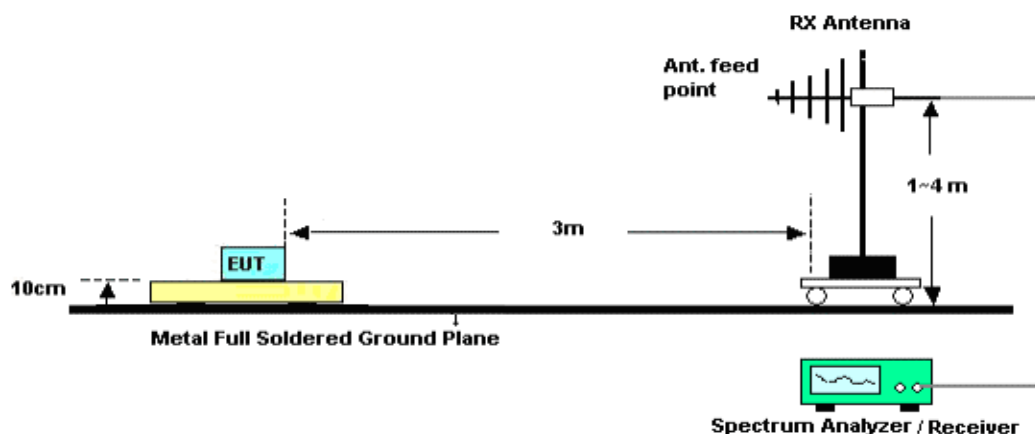 RX Antenna
Ant. feed
point
1~4 m
3m
EUT
10cm
Metal Full Soldered Ground Plane
Spectrum Analyzer / Receiver